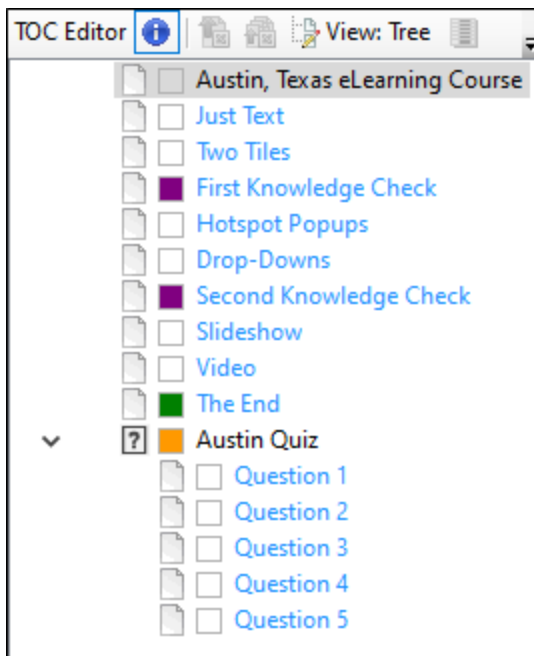 TOC Editor View: Tree
Austin, Texas eLearning Course
Just Text
Two Tiles
First Knowledge Check
Hotspot Popups
Drop-Downs
Second Knowledge Check
Slideshow
Video
The End
? Austin Quiz
Question 1
Question 2
Question 3
Question 4
Question 5